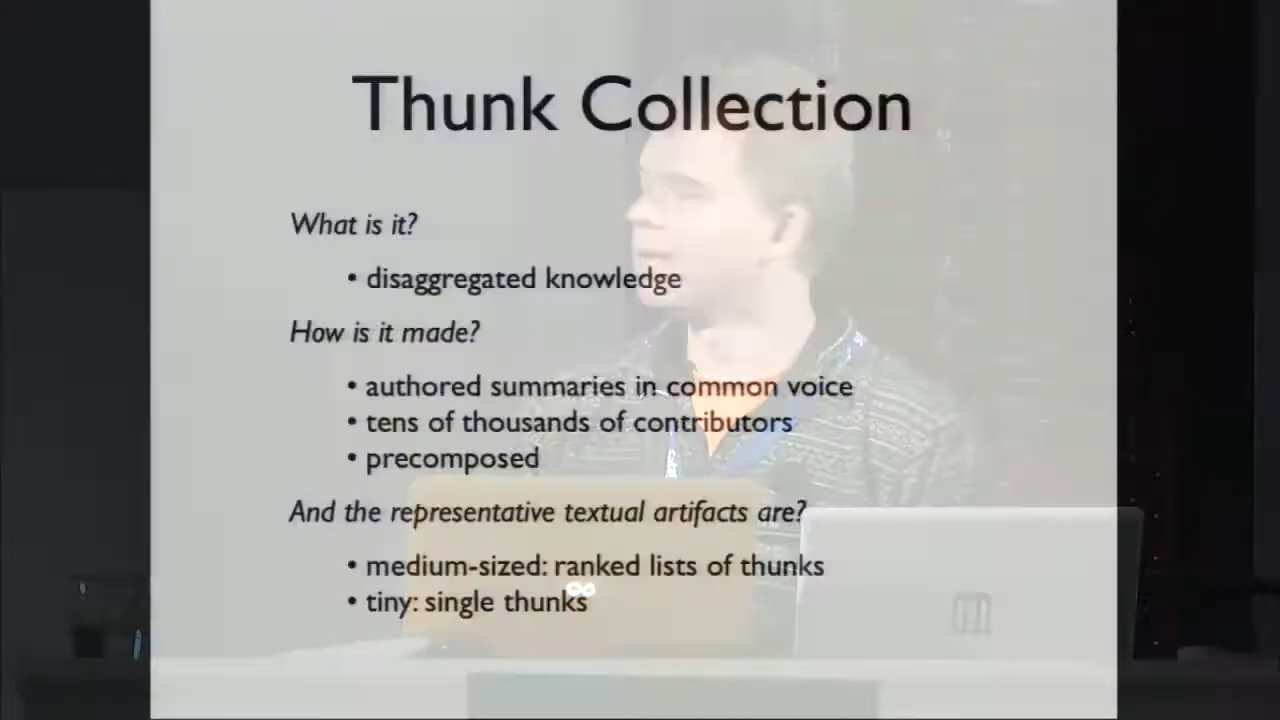 Thunk Collection
What is it?
• disaggregated knowledge
How is it made?
• authored summaries in common voice
• tens of thousands of contributors
• precomposed
And the representative textual artifacts are?
• medium-sized: ranked lists of thunks
• tiny: single thunks